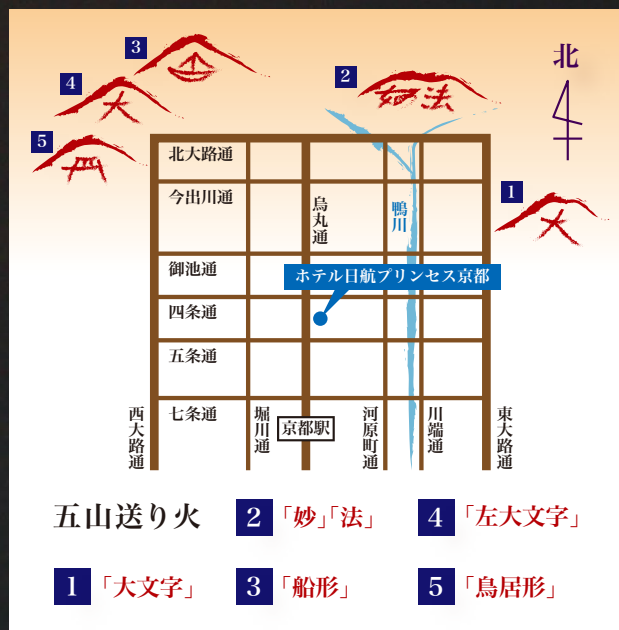 3
北
2
妙法
4
大
5
1
大
北大路通
今出川通
烏丸通
鴨川
御池通
ホテル日航プリンセス京都
四条通
五条通
七条通
西大路通
堀川通
京都駅
河原町通
川端通
東大路通
五山送り火
2 「妙」「法」
4 「左大文字」
1 「大文字」
3 「船形」
5 「鳥居形」